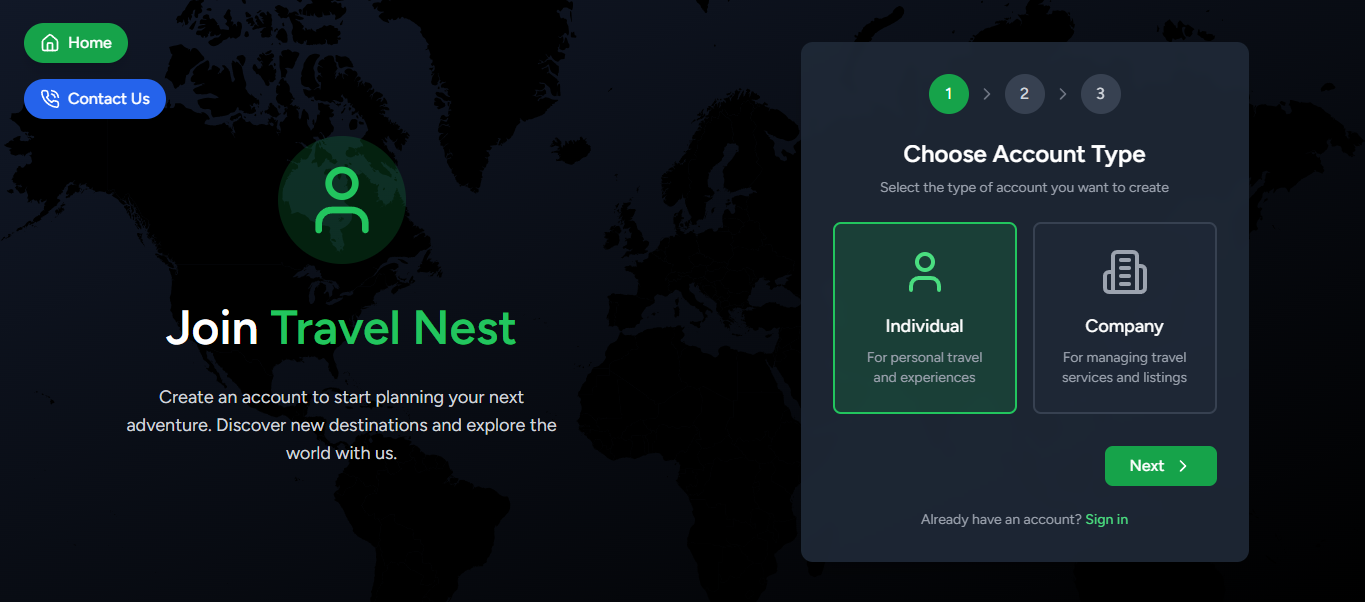 Home
Contact Us
Join Travel Nest
Create an account to start planning your next
adventure. Discover new destinations and explore the
world with us.
1 2 3
Choose Account Type
Select the type of account you want to create
Individual
For personal travel
and experiences
Company
For managing travel
services and listings
Next
Already have an account? Sign in